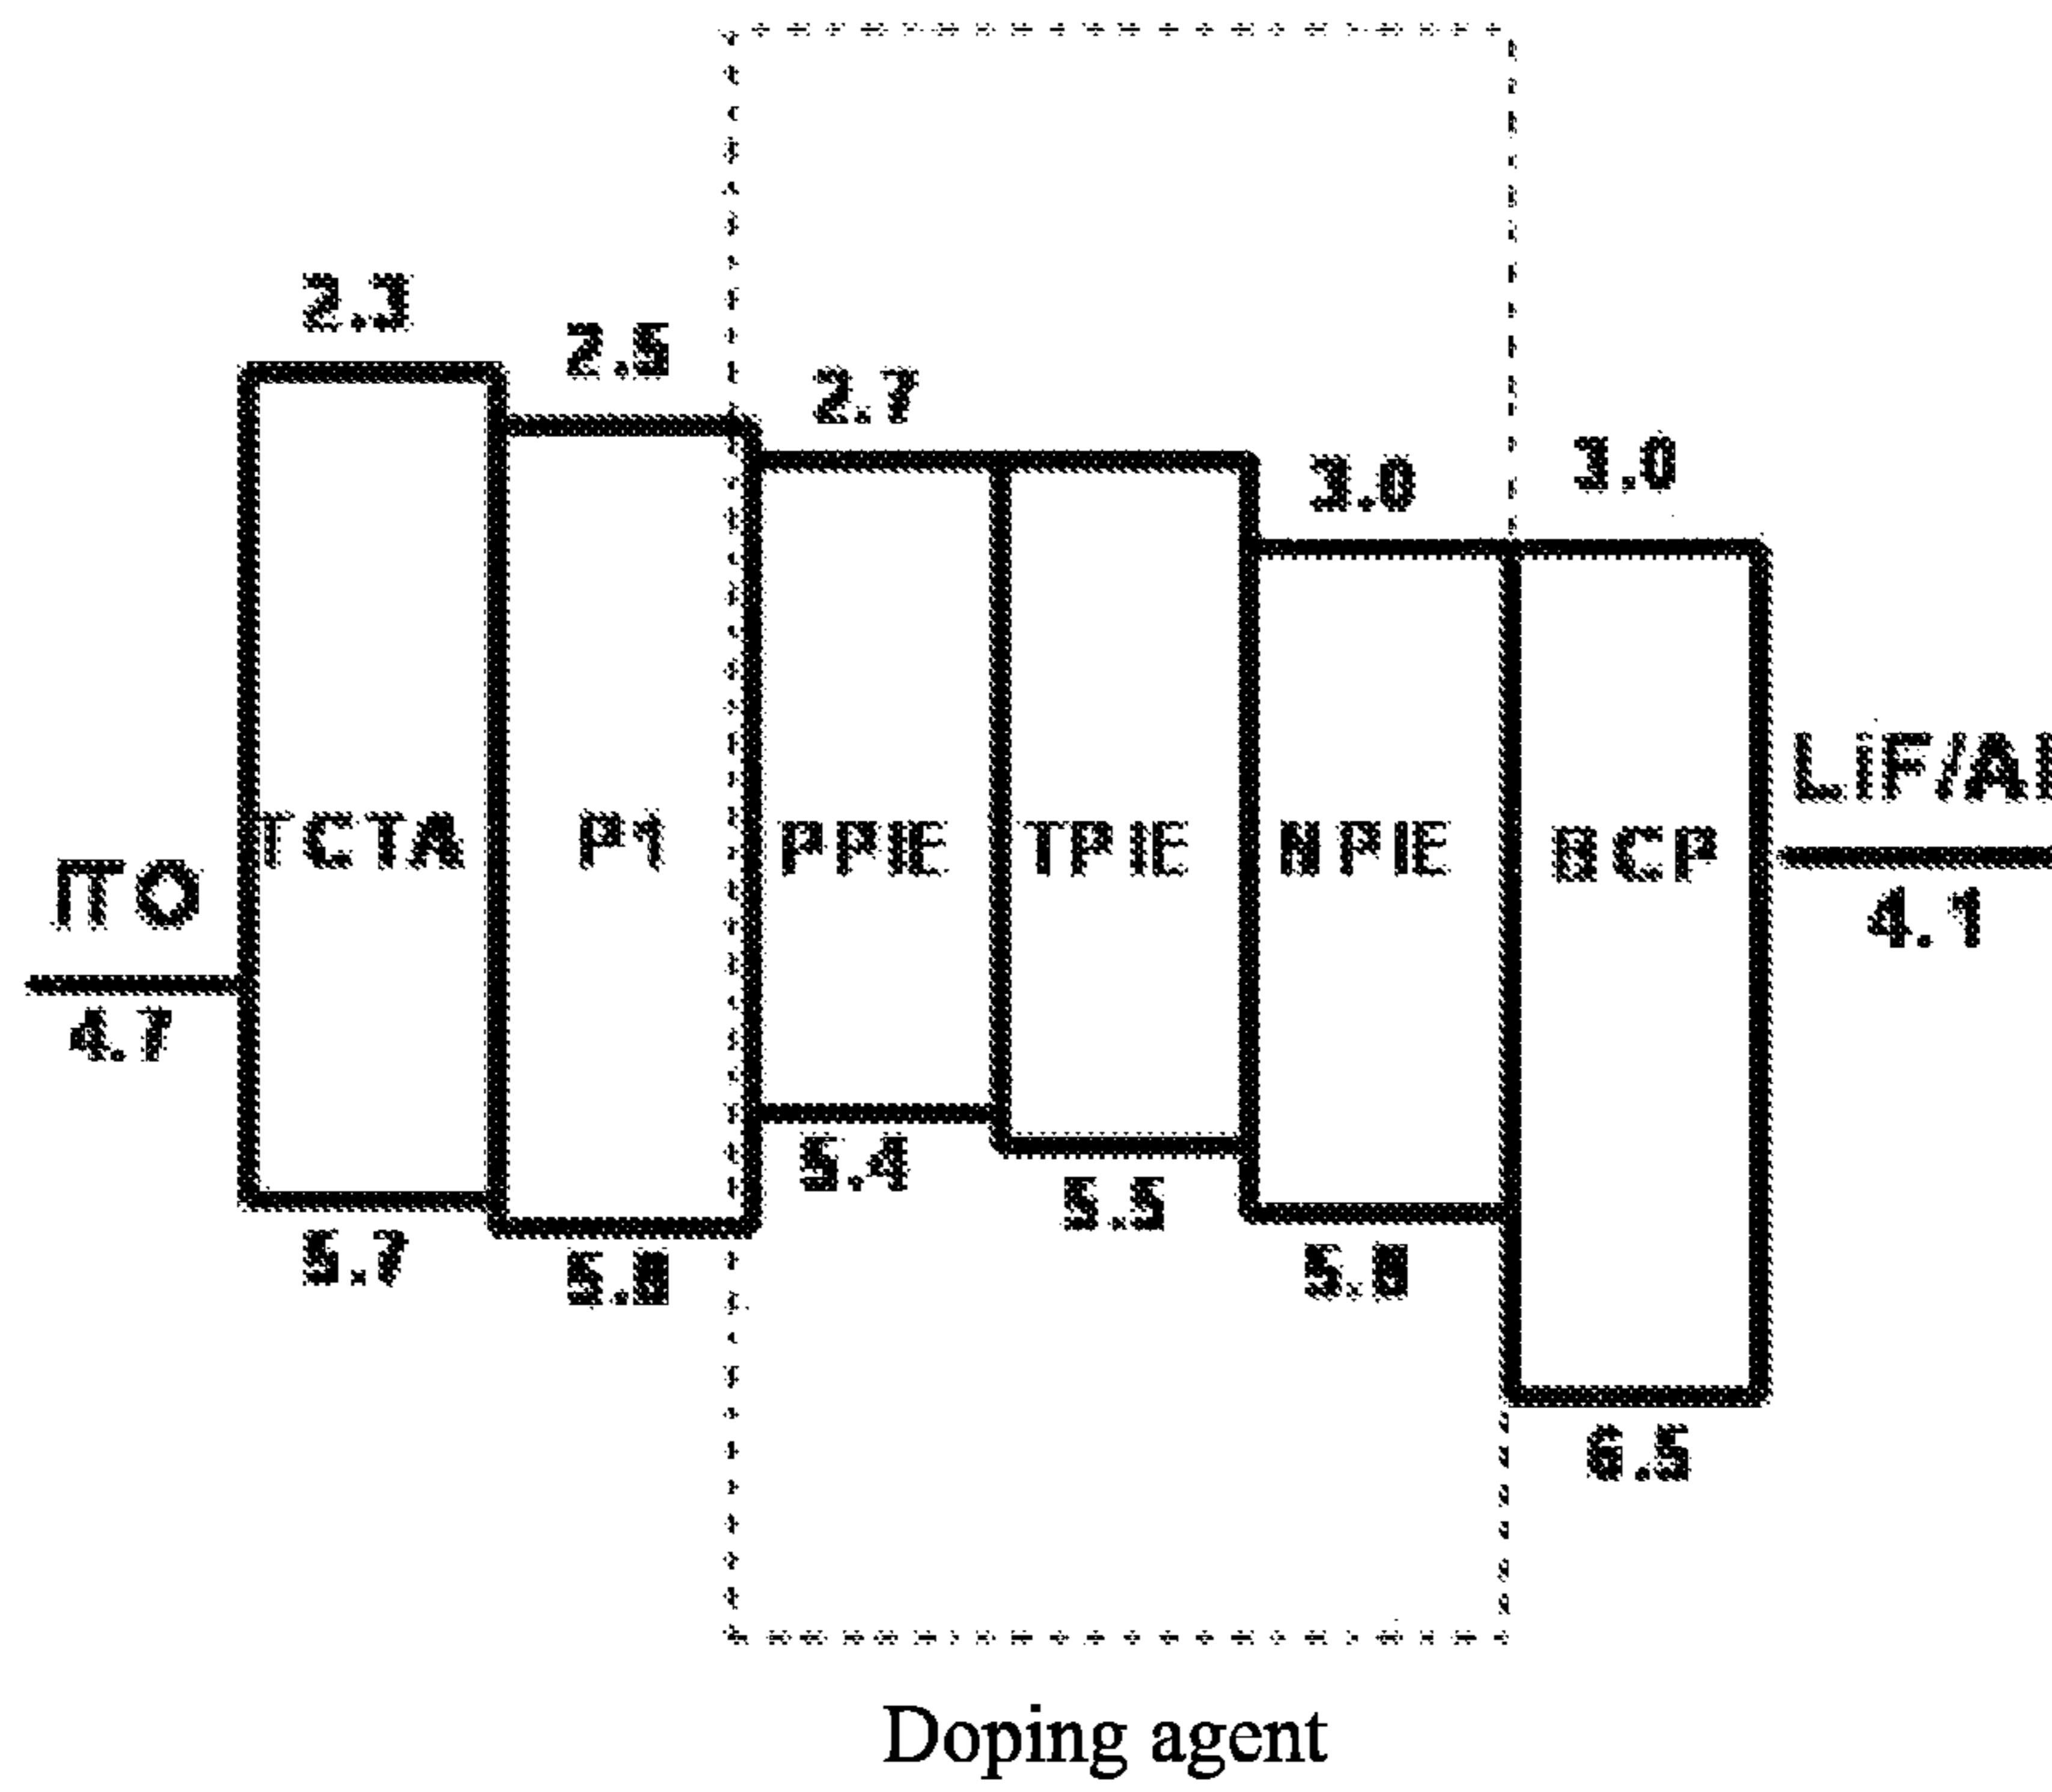 2.3
2.5
2.7
3.0
3.0
LiF/Al
TCTA
P1
PPIE
TPIE
NPIE
BCP
ITO
4.1
4.7
5.4
5.5
5.7
5.8
5.8
6.5
Doping agent